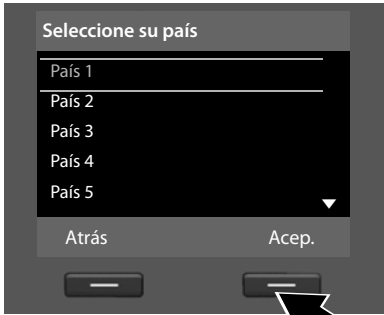 Seleccione su país
País 1
País 2
País 3
País 4
País 5
Atrás Acep.